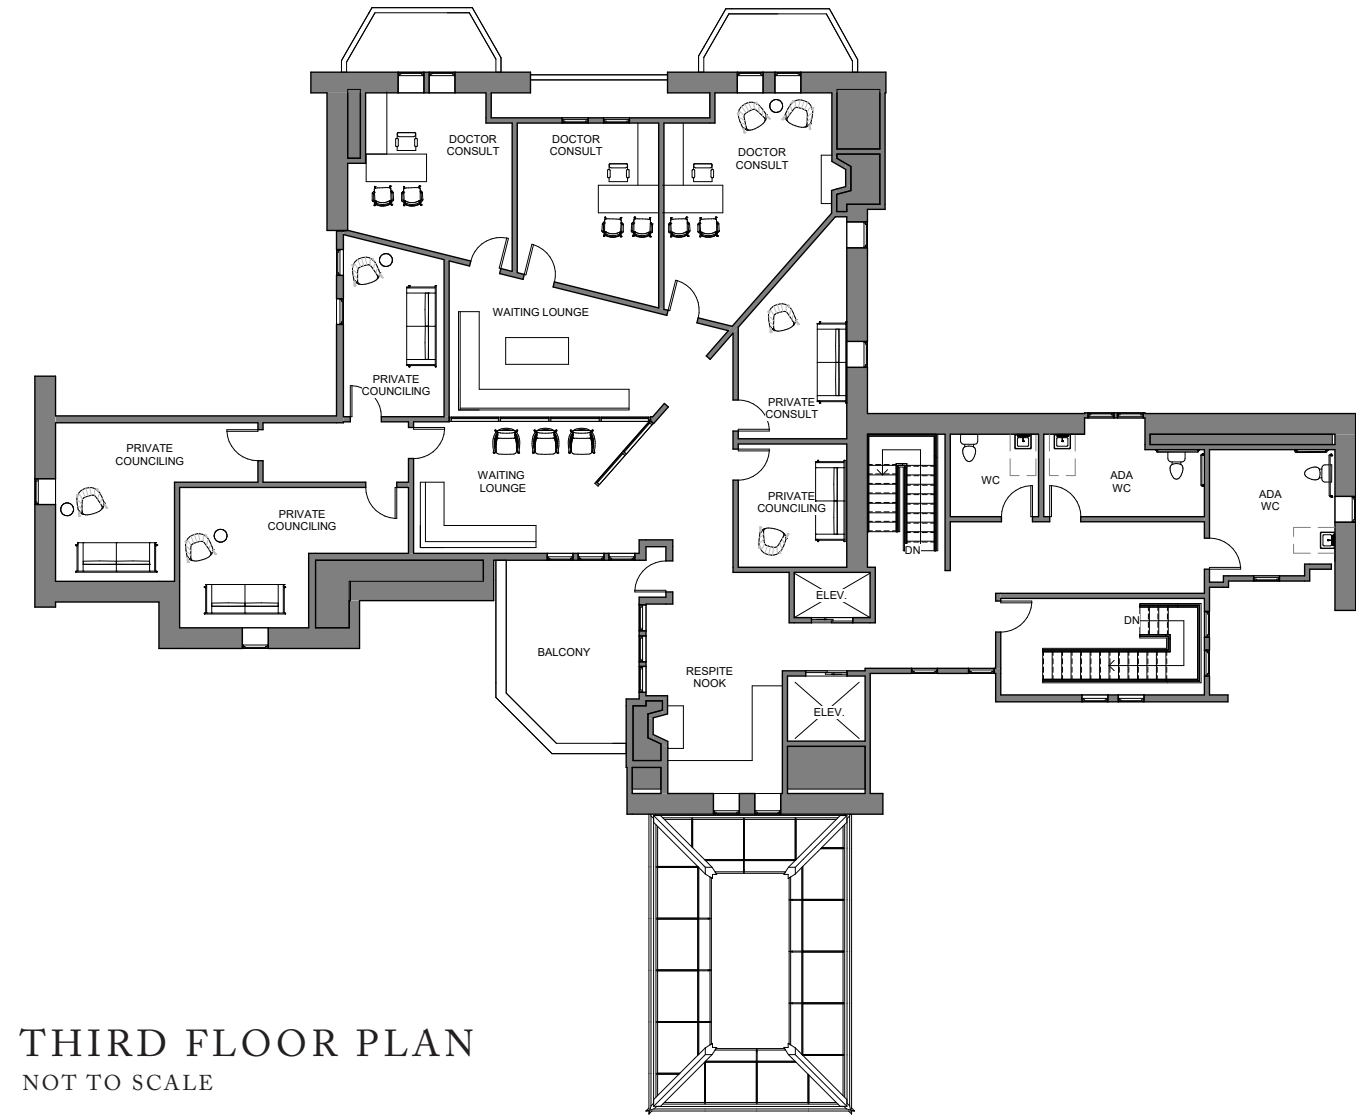 DOCTOR
CONSULT
DOCTOR
CONSULT
DOCTOR
CONSULT
WAITING LOUNGE
PRIVATE
COUNCILING
PRIVATE
CONSULT
PRIVATE
COUNCILING
WAITING
LOUNGE
PRIVATE
COUNCILING
PRIVATE
COUNCILING
WC
ADA
WC
ADA
WC
DN
ELEV.
DN
BALCONY
RESPITE
NOOK
ELEV.
THIRD FLOOR PLAN
NOT TO SCALE